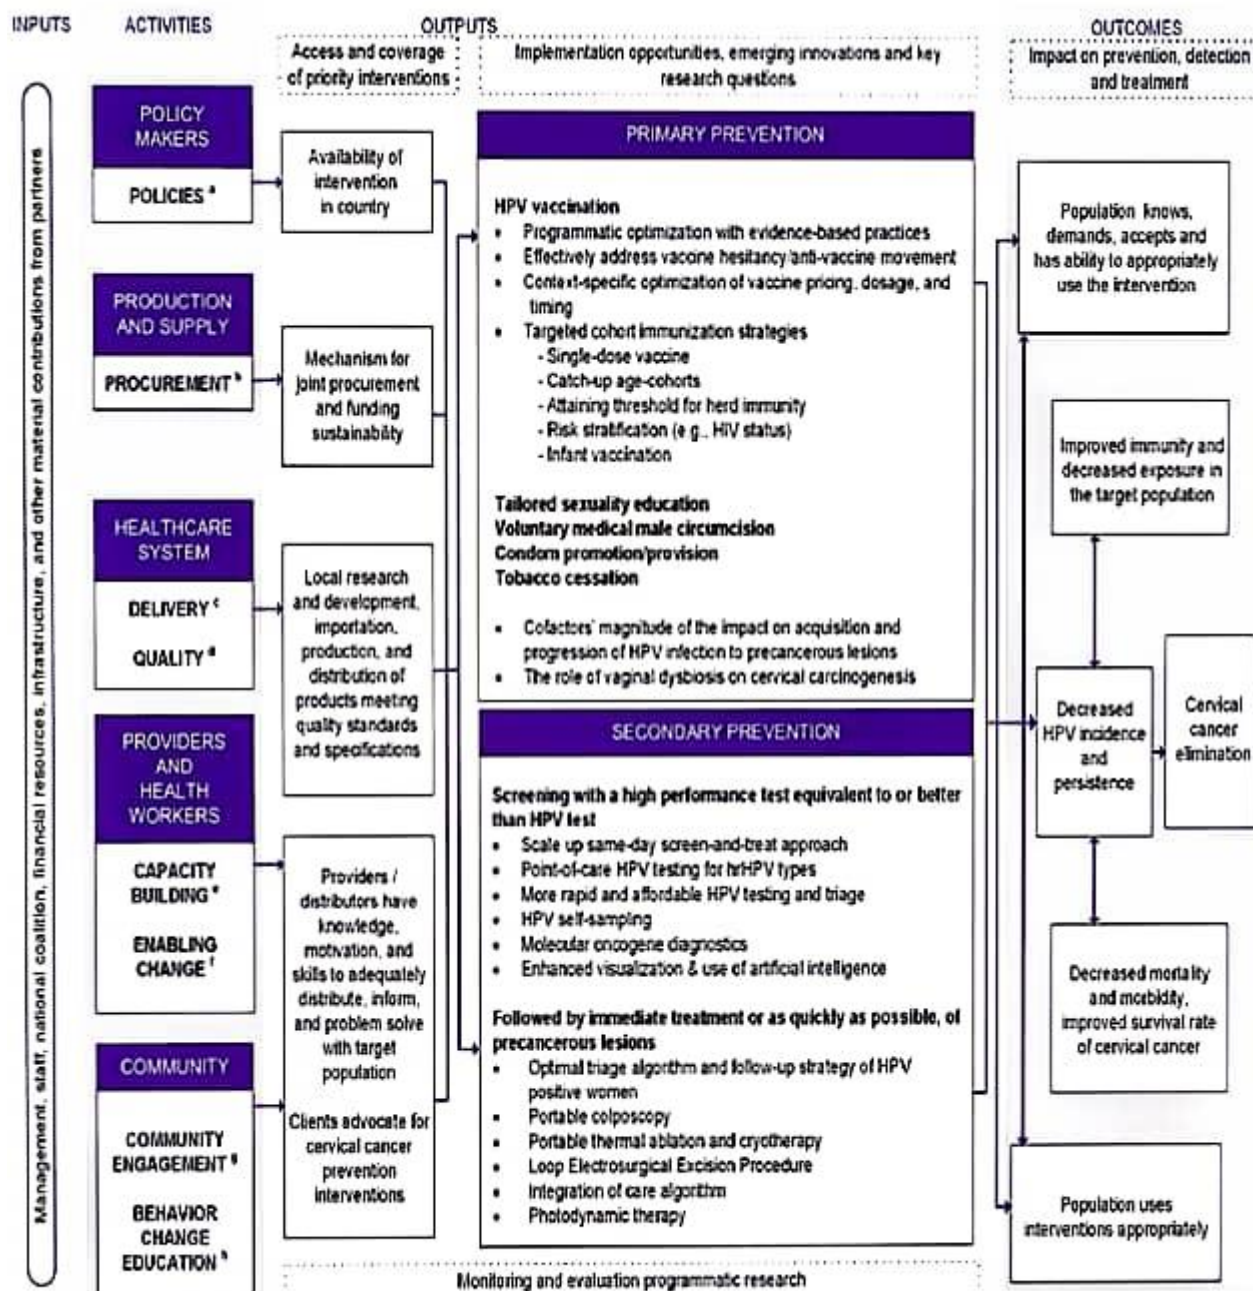 INPUTS
ACTIVITIES
OUTPUTS
OUTCOMES
Access and coverage
of priority interventions
Implementation opportunities, emerging innovations and key
research questions
Impact on prevention, detection
and treatment
Management, staff, national coalition, financial resources, infrastructure, and other material contributions from partners
POLICY
MAKERS
POLICIES a
PRODUCTION
AND SUPPLY
PROCUREMENT b
HEALTHCARE
SYSTEM
DELIVERY c
QUALITY d
PROVIDERS
AND
HEALTH
WORKERS
CAPACITY
BUILDING e
ENABLING
CHANGE f
COMMUNITY
COMMUNITY
ENGAGEMENT g
BEHAVIOR
CHANGE
EDUCATION h
Availability of
intervention
in country
Mechanism for
joint procurement
and funding
sustainability
Local research
and development,
importation,
production, and
distribution of
products meeting
quality standards
and specifications
Providers /
distributors have
knowledge,
motivation, and
skills to adequately
distribute, inform,
and problem solve
with target
population
Clients advocate for
cervical cancer
prevention
interventions
PRIMARY PREVENTION
HPV vaccination
• Programmatic optimization with evidence-based practices
• Effectively address vaccine hesitancy/anti-vaccine movement
• Context-specific optimization of vaccine pricing, dosage, and
timing
• Targeted cohort immunization strategies
- Single-dose vaccine
- Catch-up age-cohorts
- Attaining threshold for herd immunity
- Risk stratification (e.g., HIV status)
- Infant vaccination
Tailored sexuality education
Voluntary medical male circumcision
Condom promotion/provision
Tobacco cessation
• Cofactors' magnitude of the impact on acquisition and
progression of HPV infection to precancerous lesions
• The role of vaginal dysbiosis on cervical carcinogenesis
SECONDARY PREVENTION
Screening with a high performance test equivalent to or better
than HPV test
• Scale up same-day screen-and-treat approach
• Point-of-care HPV testing for hrHPV types
• More rapid and affordable HPV testing and triage
• HPV self-sampling
• Molecular oncogene diagnostics
• Enhanced visualization & use of artificial intelligence
Followed by immediate treatment or as quickly as possible, of
precancerous lesions
• Optimal triage algorithm and follow-up strategy of HPV
positive women
• Portable colposcopy
• Portable thermal ablation and cryotherapy
• Loop Electrosurgical Excision Procedure
• Integration of care algorithm
• Photodynamic therapy
Population knows,
demands, accepts and
has ability to appropriately
use the intervention
Improved immunity and
decreased exposure in
the target population
Decreased
HPV incidence
and
persistence
Cervical
cancer
elimination
Decreased mortality
and morbidity,
improved survival rate
of cervical cancer
Population uses
interventions appropriately
Monitoring and evaluation programmatic research